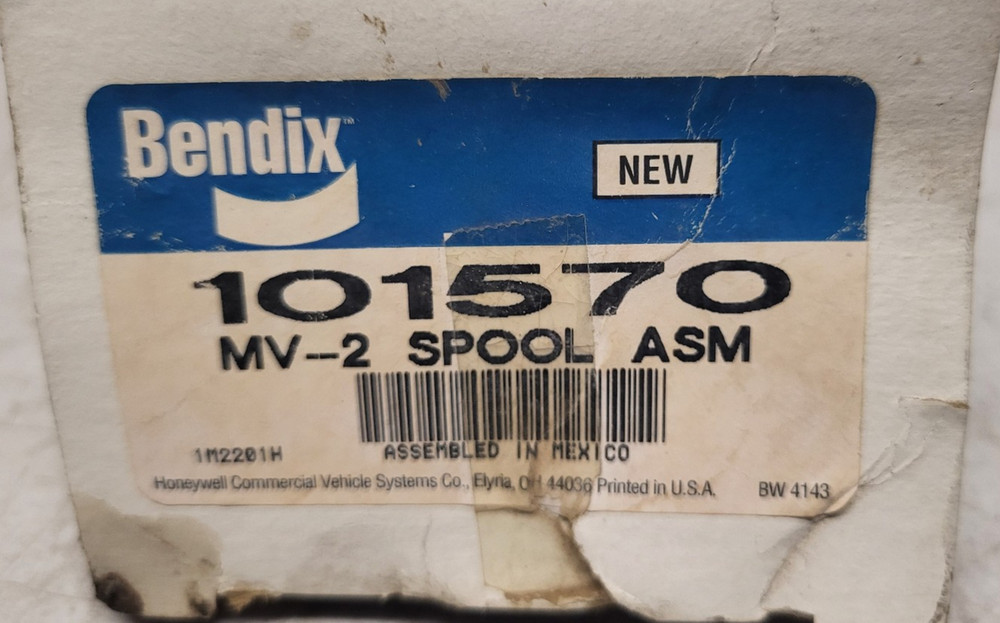 Bendix™
NEW
101570
MV-2 SPOOL ASM
1M2201H
ASSEMBLED IN MEXICO
Honeywell Commercial Vehicle Systems Co., Elyria, OH 44036 Printed in U.S.A.
BW 4143